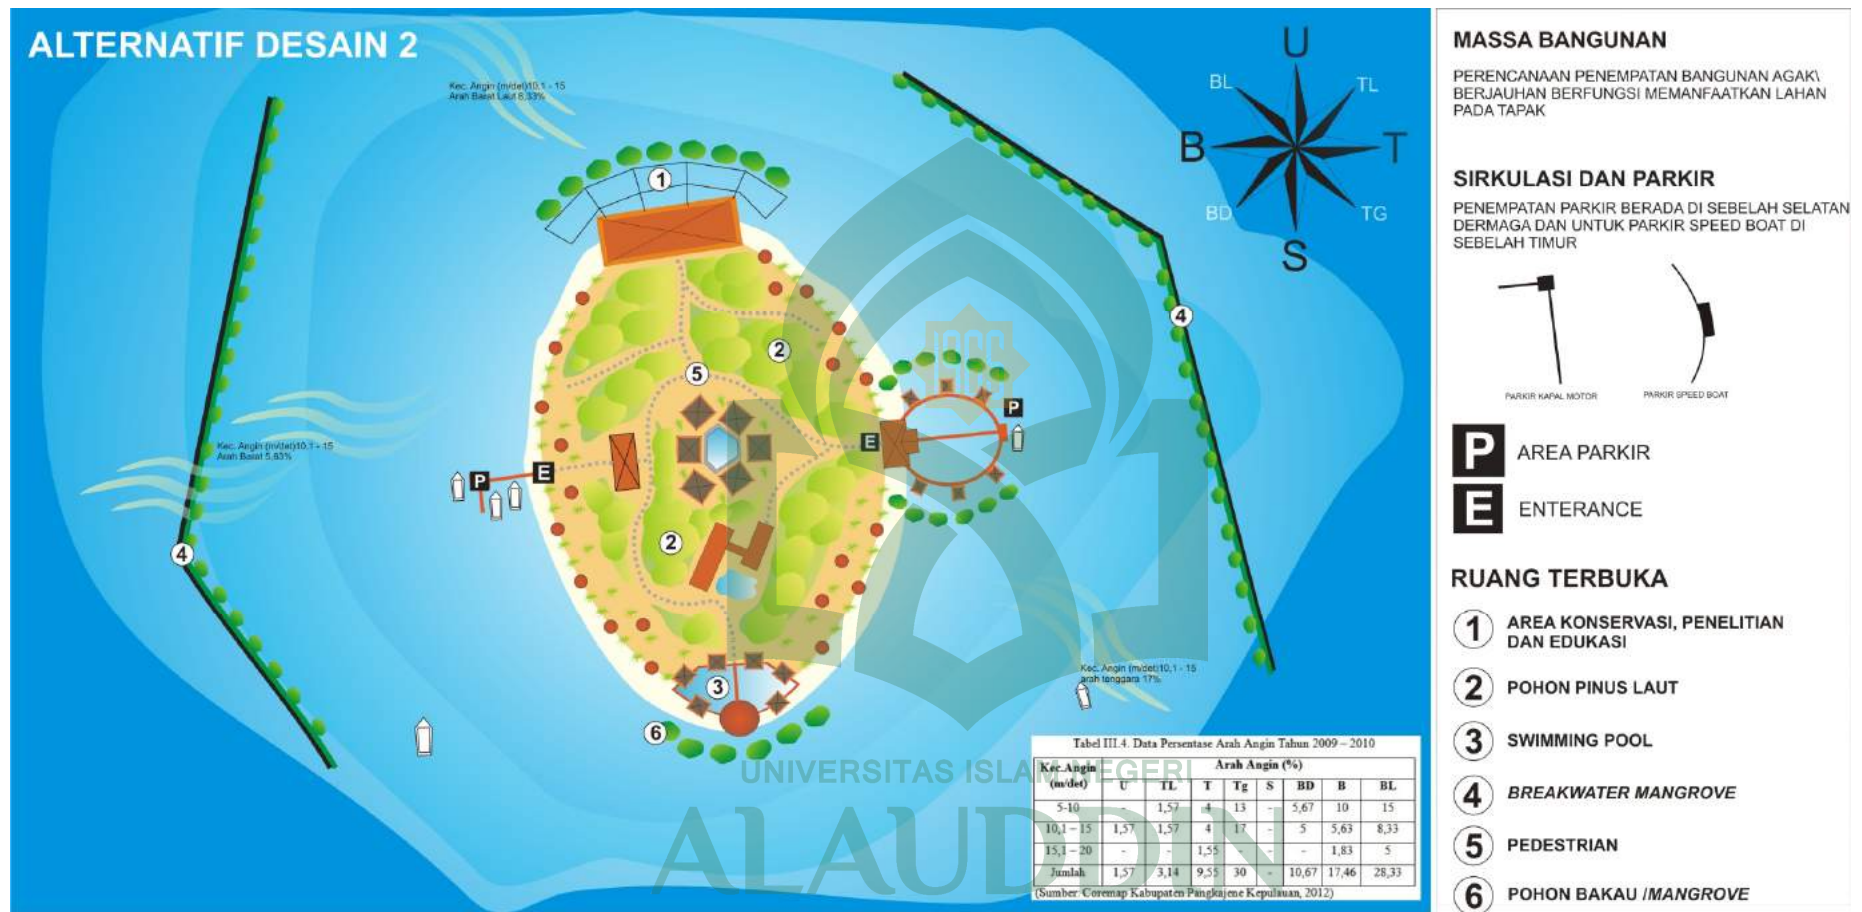 ALTERNATIF DESAIN 2
Kec. Angin (m/det)10,1 - 15
Arah Barat Laut 8,33%
U
BL
TL
B
T
BD
TG
S
1
2
5
4
E
P
Kec. Angin (m/det)10,1 - 15
Arah Barat 5,63%
P
E
4
2
3
6
Kec. Angin (m/det)10,1 - 15
arah tenggara 17%
UNIVERSITAS ISLAM NEGERI
ALAUDDIN
Tabel III.4. Data Persentase Arah Angin Tahun 2009 – 2010
Kec.Angin (m/det) Arah Angin (%)
U TL T Tg S BD B BL
5-10 - 1,57 4 13 - 5,67 10 15
10,1 – 15 1,57 1,57 4 17 - 5 5,63 8,33
15,1 – 20 - - 1,55 - - - 1,83 5
Jumlah 1,57 3,14 9,55 30 - 10,67 17,46 28,33
(Sumber: Coremap Kabupaten Pangkajene Kepulauan, 2012)
MASSA BANGUNAN
PERENCANAAN PENEMPATAN BANGUNAN AGAK\
BERJAUHAN BERFUNGSI MEMANFAATKAN LAHAN
PADA TAPAK
SIRKULASI DAN PARKIR
PENEMPATAN PARKIR BERADA DI SEBELAH SELATAN
DERMAGA DAN UNTUK PARKIR SPEED BOAT DI
SEBELAH TIMUR
PARKIR KAPAL MOTOR
PARKIR SPEED BOAT
P AREA PARKIR
E ENTERANCE
RUANG TERBUKA
1 AREA KONSERVASI, PENELITIAN
DAN EDUKASI
2 POHON PINUS LAUT
3 SWIMMING POOL
4 BREAKWATER MANGROVE
5 PEDESTRIAN
6 POHON BAKAU /MANGROVE